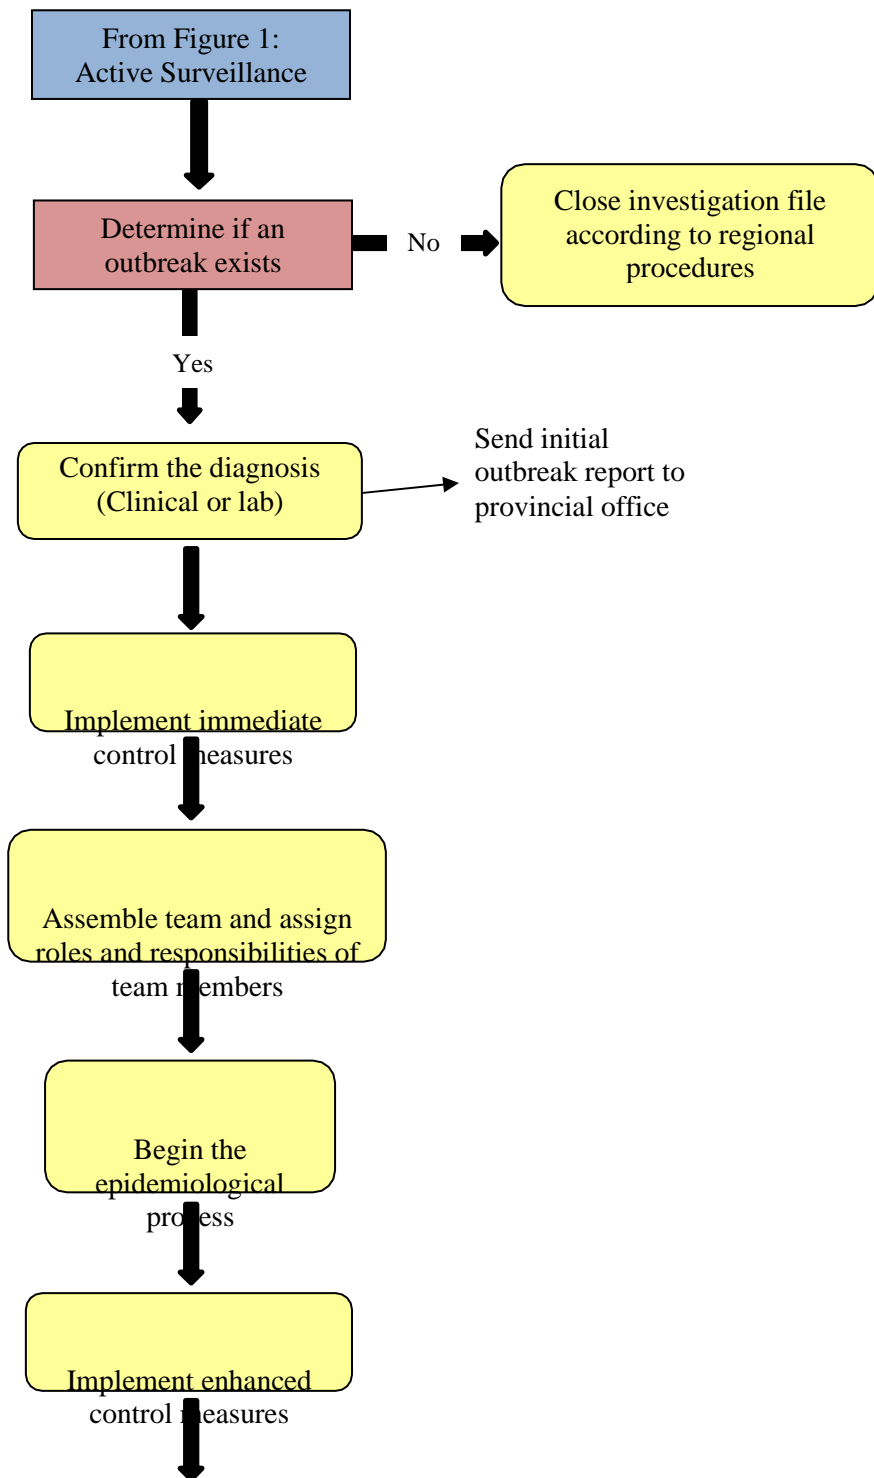 From Figure 1:
Active Surveillance
Determine if an
outbreak exists
No
Close investigation file
according to regional
procedures
Yes
Confirm the diagnosis
(Clinical or lab)
Send initial
outbreak report to
provincial office
Implement immediate
control measures
Assemble team and assign
roles and responsibilities of
team members
Begin the
epidemiological
process
Implement enhanced
control measures